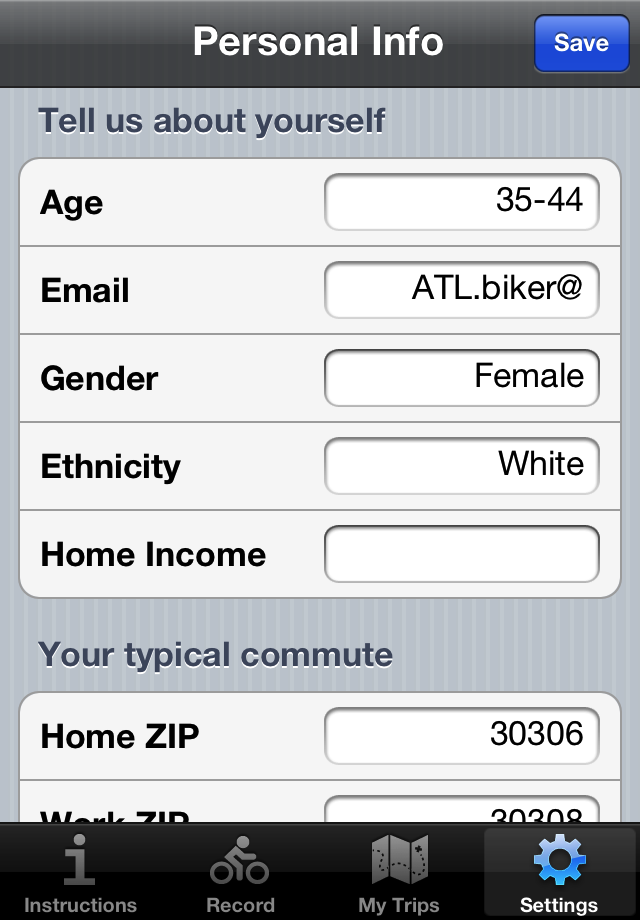 Personal Info
Save
Tell us about yourself
Age 35-44
Email ATL.biker@
Gender Female
Ethnicity White
Home Income
Your typical commute
Home ZIP 30306
Work ZIP 30308
Instructions Record My Trips Settings